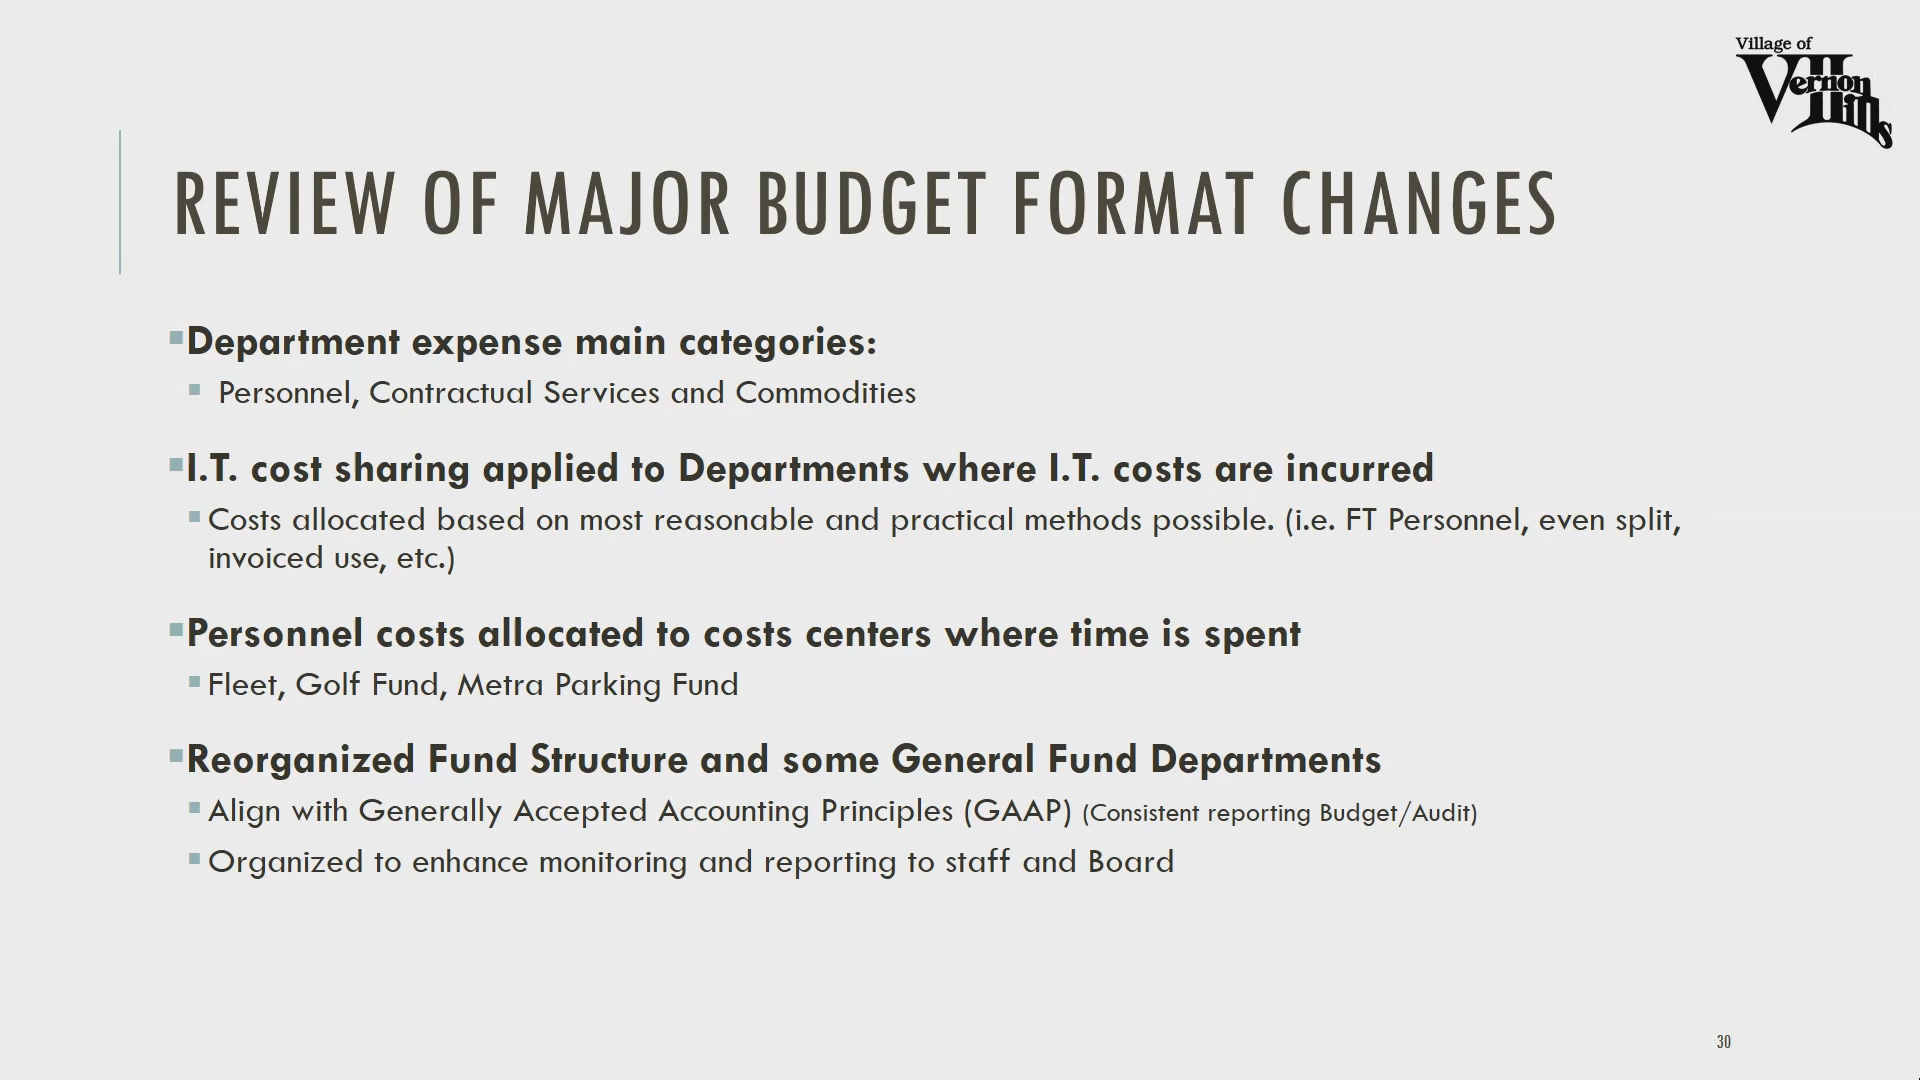 Village of
Vernon
Hills
REVIEW OF MAJOR BUDGET FORMAT CHANGES
Department expense main categories:
Personnel, Contractual Services and Commodities
I.T. cost sharing applied to Departments where I.T. costs are incurred
Costs allocated based on most reasonable and practical methods possible. (i.e. FT Personnel, even split,
invoiced use, etc.)
Personnel costs allocated to costs centers where time is spent
Fleet, Golf Fund, Metra Parking Fund
Reorganized Fund Structure and some General Fund Departments
Align with Generally Accepted Accounting Principles (GAAP) (Consistent reporting Budget/Audit)
Organized to enhance monitoring and reporting to staff and Board
30